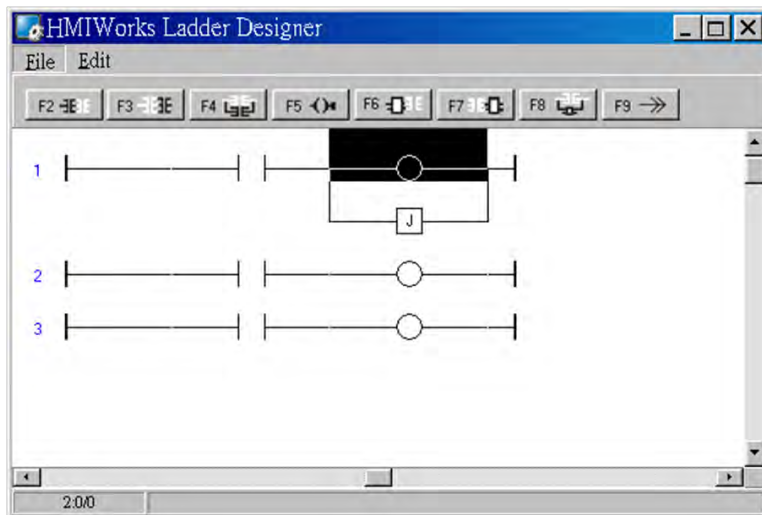 HMIWorks Ladder Designer
File Edit
F2 F3 F4 F5 F6 F7 F8 F9
1
J
2
3
2:0/0